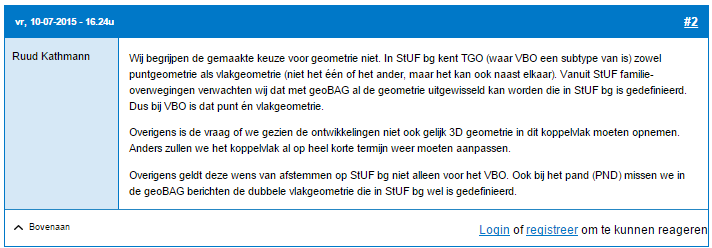 vr, 10-07-2015 - 16.24u #2
Ruud Kathmann
Wij begrijpen de gemaakte keuze voor geometrie niet. In StUF bg kent TGO (waar VBO een subtype van is) zowel
puntgeometrie als vlakgeometrie (niet het één of het ander, maar het kan ook naast elkaar). Vanuit StUF familie-
overwegingen verwachten wij dat met geoBAG al de geometrie uitgewisseld kan worden die in StUF bg is gedefinieerd.
Dus bij VBO is dat punt én vlakgeometrie.
Overigens is de vraag of we gezien de ontwikkelingen niet ook gelijk 3D geometrie in dit koppelvlak moeten opnemen.
Anders zullen we het koppelvlak al op heel korte termijn weer moeten aanpassen.
Overigens geldt deze wens van afstemmen op StUF bg niet alleen voor het VBO. Ook bij het pand (PND) missen we in
de geoBAG berichten de dubbele vlakgeometrie die in StUF bg wel is gedefinieerd.
Bovenaan
Login of registreer om te kunnen reageren